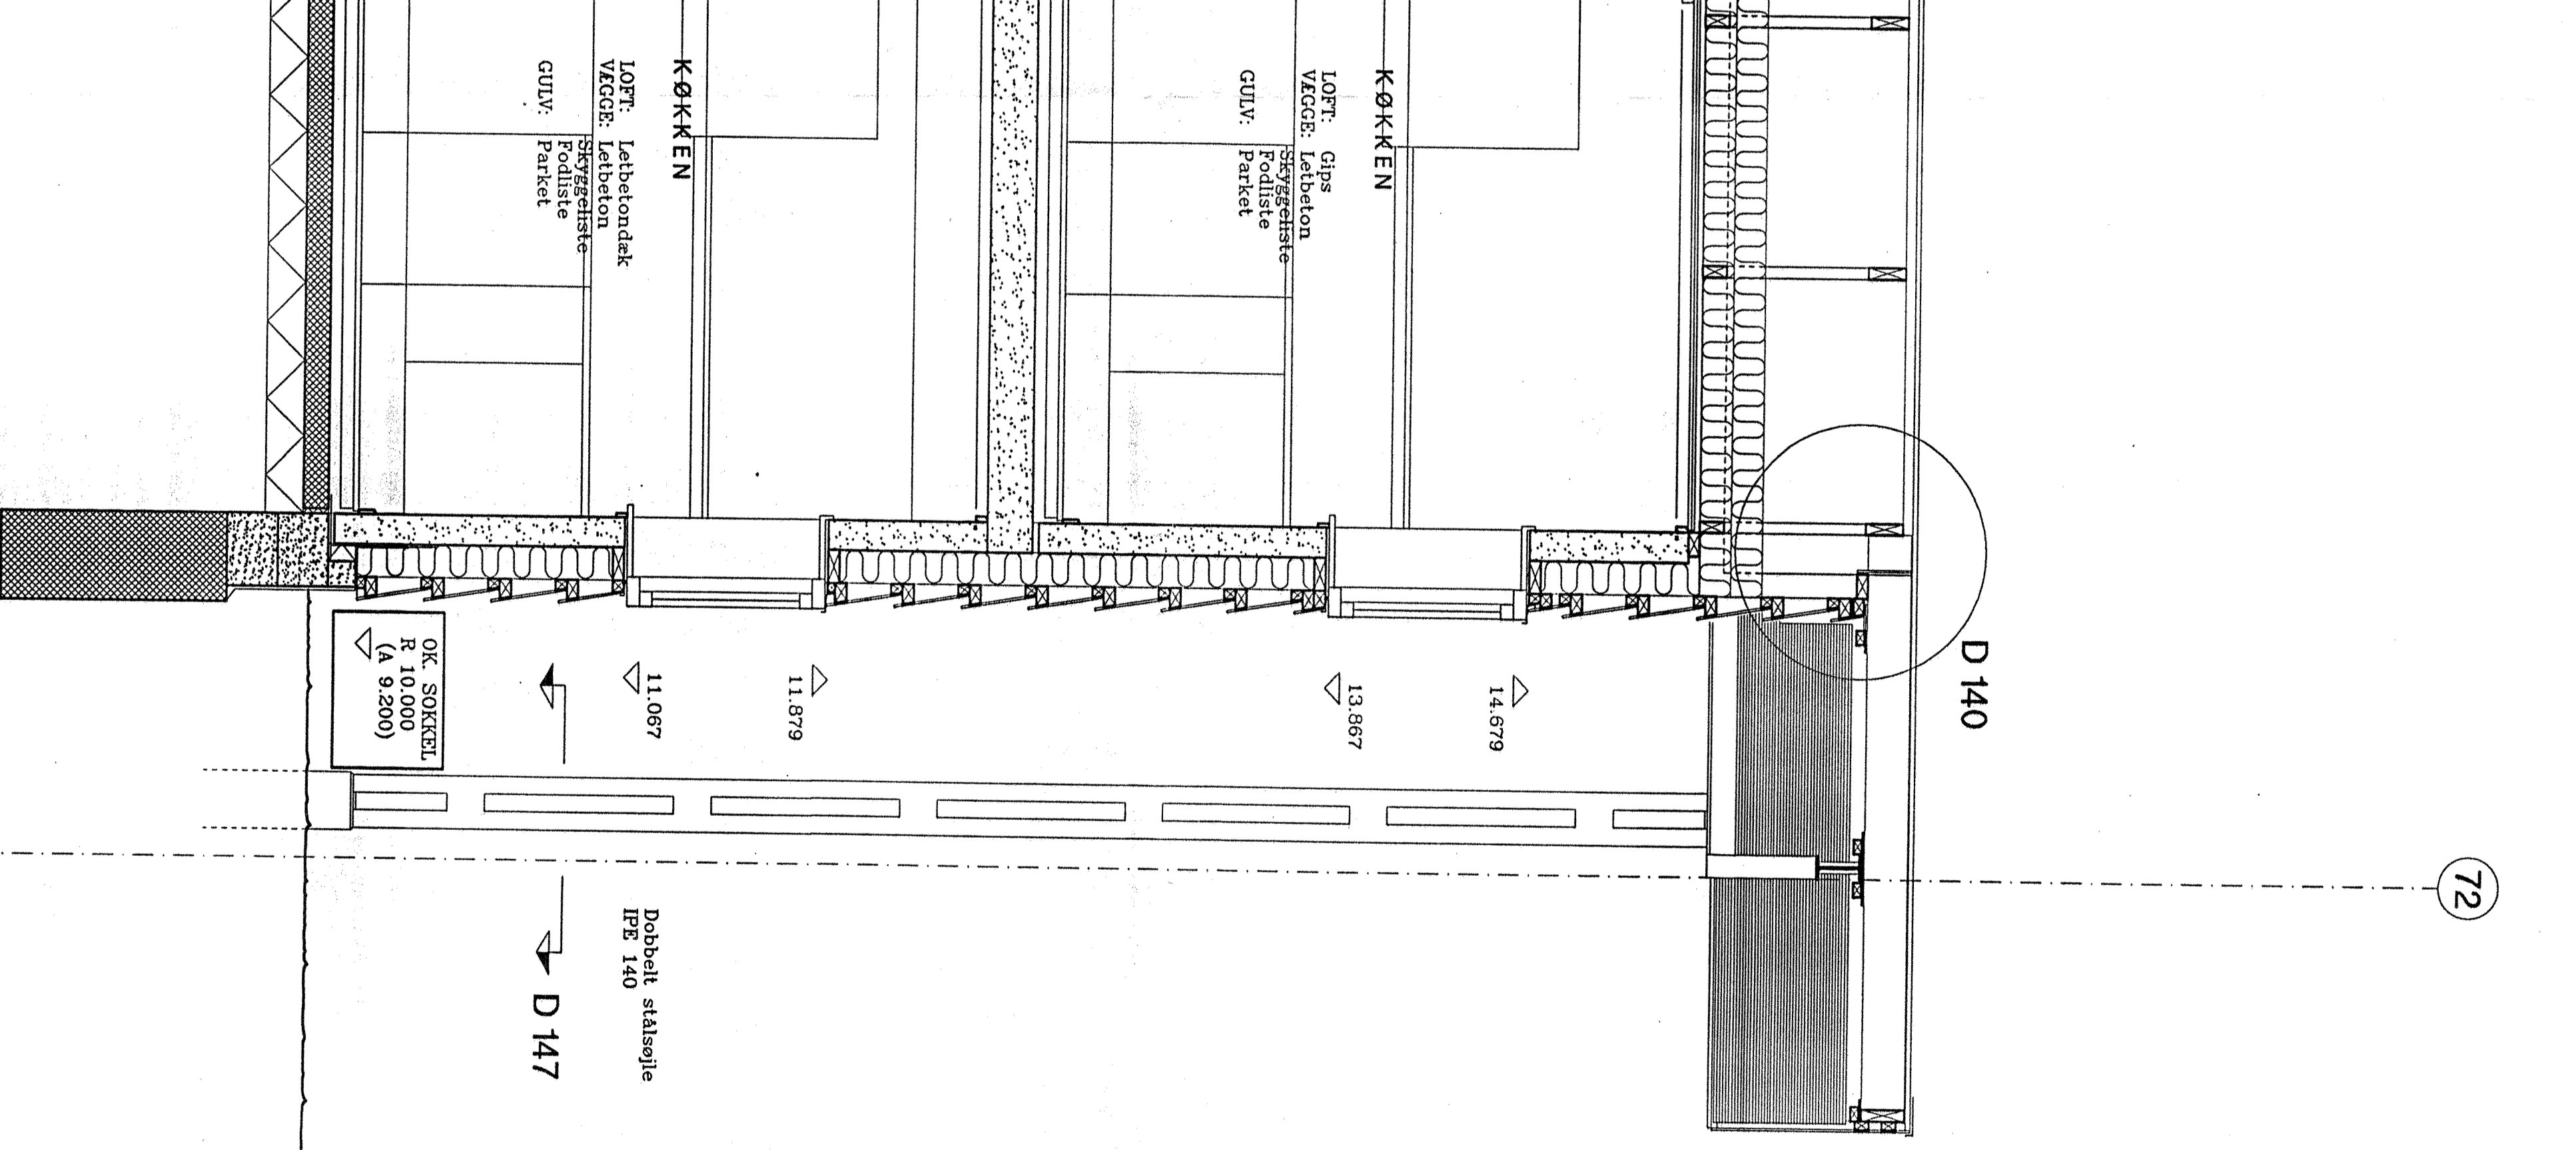 72
D 140
KØKKEN
LOFT: Gips
VÆGGE: Letbeton
Skyggeliste
Fodliste
GULV: Parket
14.679
13.867
KØKKEN
LOFT: Letbetondæk
VÆGGE: Letbeton
Skyggeliste
Fodliste
GULV: Parket
11.879
11.067
OK. SOKKEL
R 10.000
(A 9.200)
Dobbelt stålsøjle
IPE 140
D 147